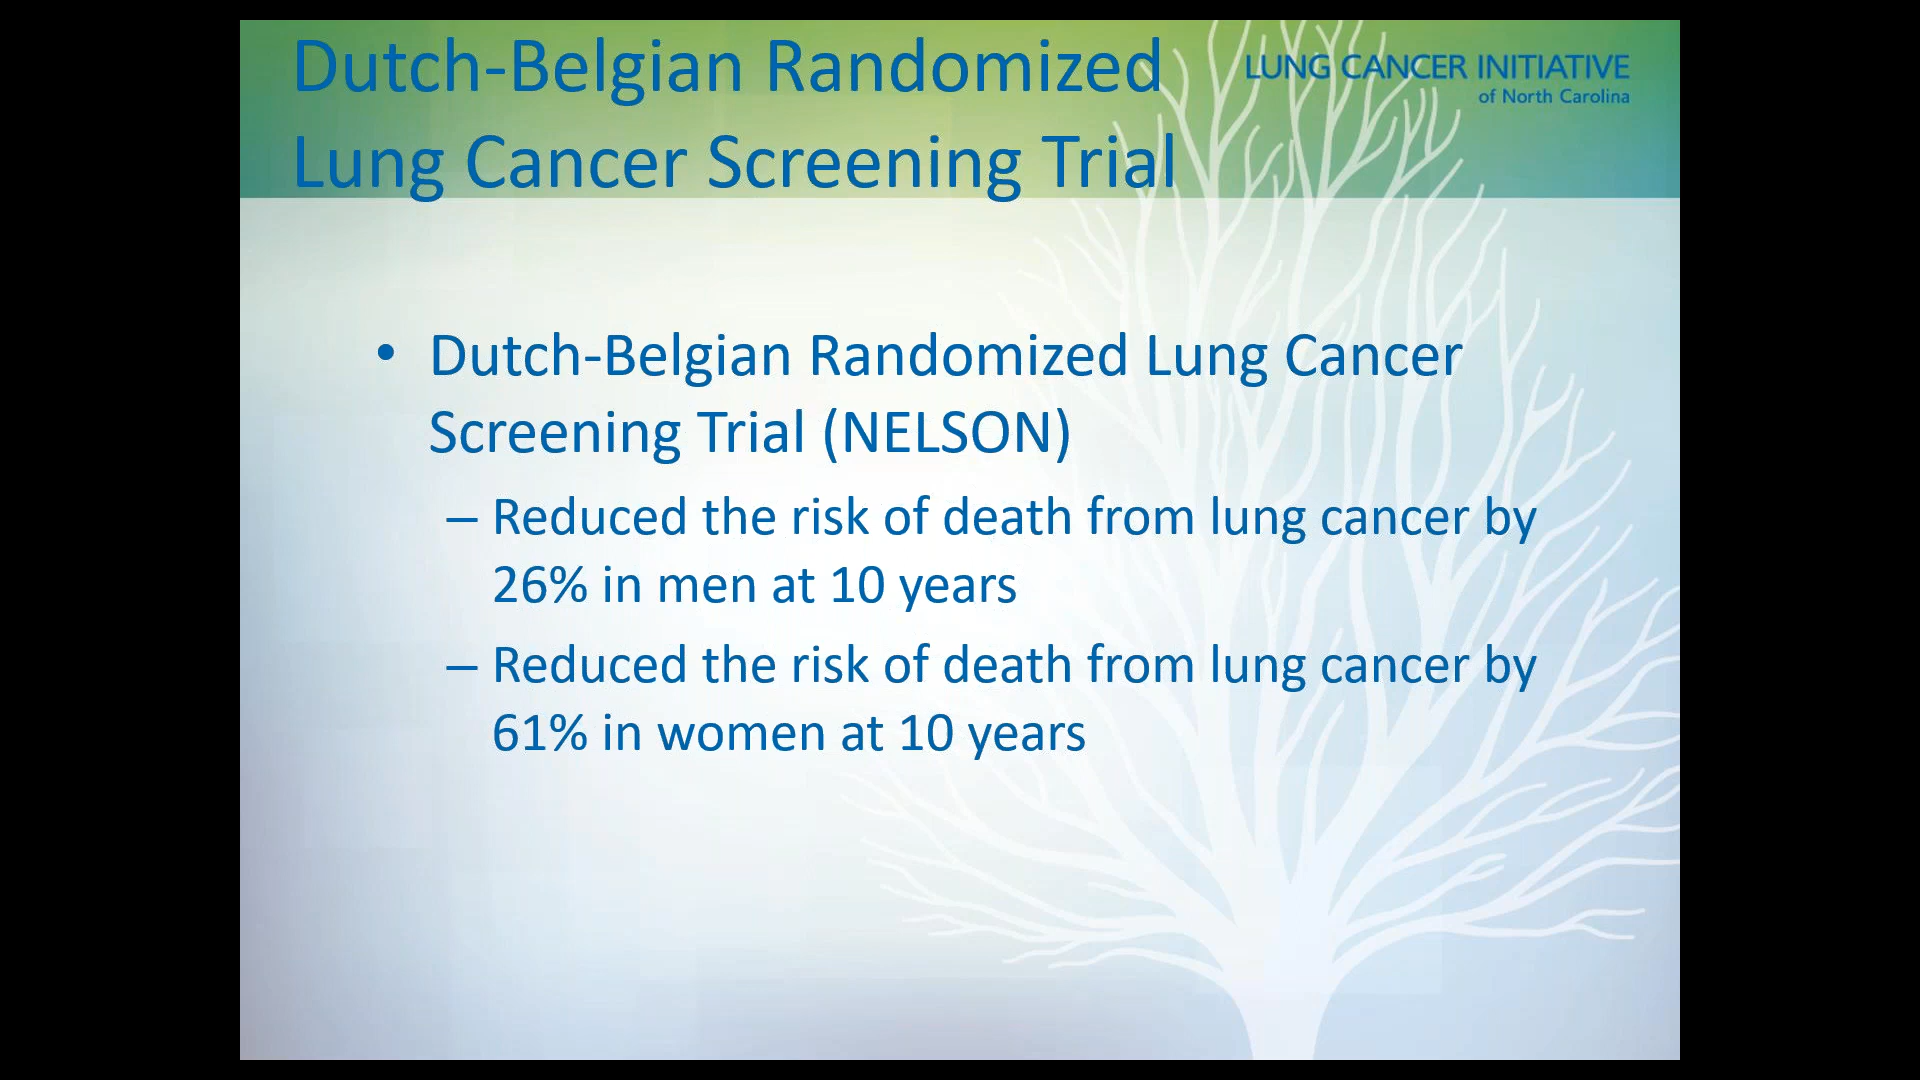 Dutch-Belgian Randomized
Lung Cancer Screening Trial
LUNG CANCER INITIATIVE
of North Carolina
• Dutch-Belgian Randomized Lung Cancer
Screening Trial (NELSON)
– Reduced the risk of death from lung cancer by
26% in men at 10 years
– Reduced the risk of death from lung cancer by
61% in women at 10 years